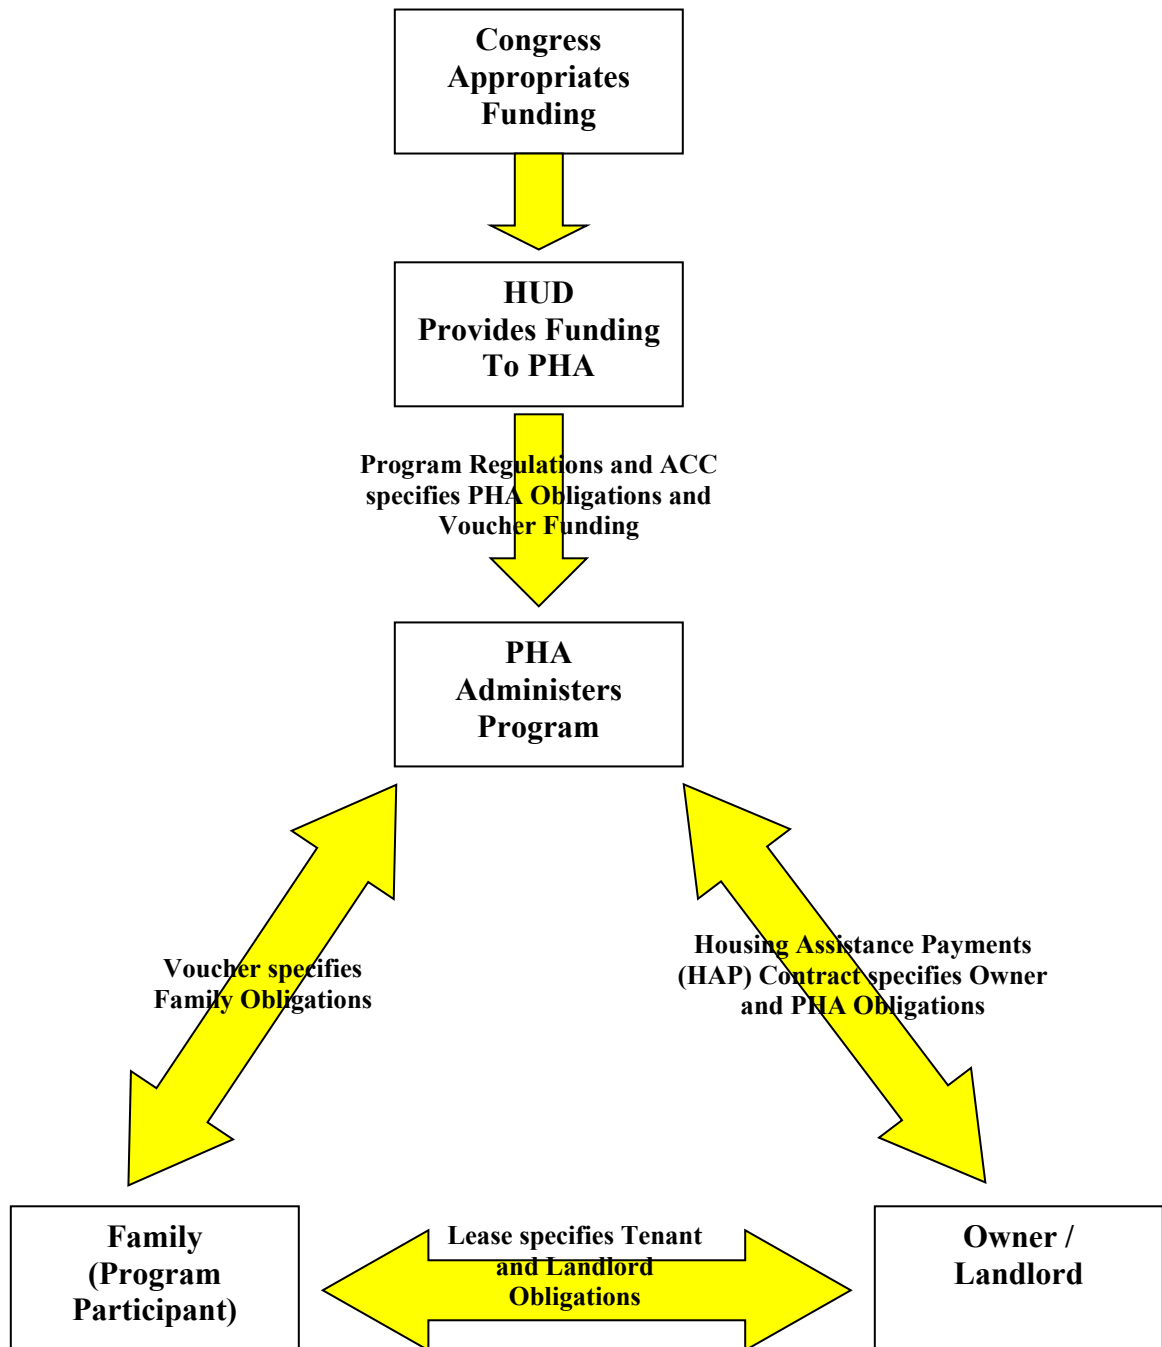 Congress
Appropriates
Funding
HUD
Provides Funding
To PHA
Program Regulations and ACC
specifies PHA Obligations and
Voucher Funding
PHA
Administers
Program
Voucher specifies
Family Obligations
Housing Assistance Payments
(HAP) Contract specifies Owner
and PHA Obligations
Family
(Program
Participant)
Lease specifies Tenant
and Landlord
Obligations
Owner /
Landlord